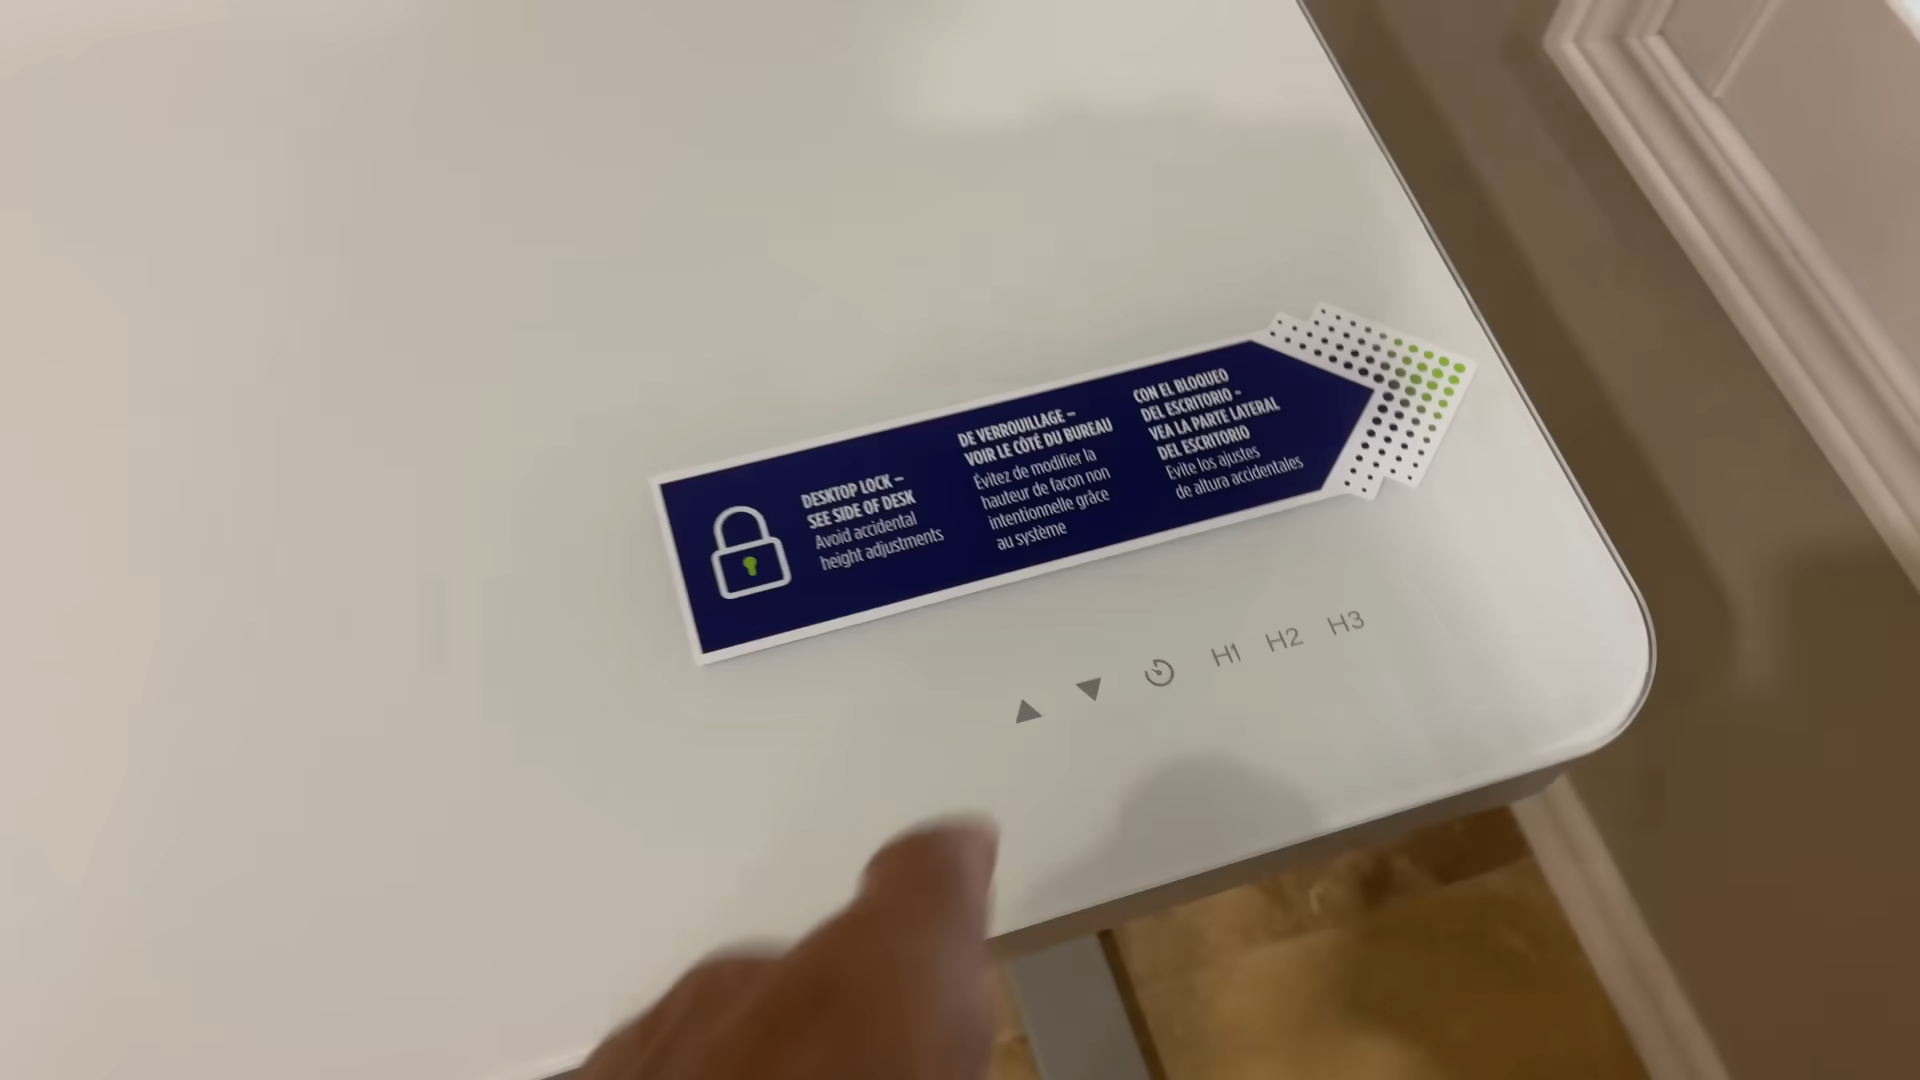 DESKTOP LOCK –
SEE SIDE OF DESK
Avoid accidental
height adjustments
DE VERROUILLAGE –
VOIR LE CÔTÉ DU BUREAU
Évitez de modifier la
hauteur de façon non
intentionnelle grâce
au système
CON EL BLOQUEO
DEL ESCRITORIO -
VEA LA PARTE LATERAL
DEL ESCRITORIO
Evite los ajustes
de altura accidentales
H1 H2 H3